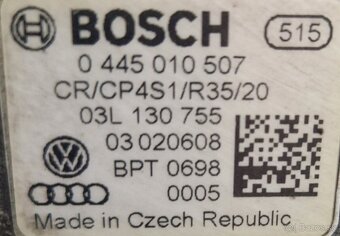 BOSCH 515
0 445 010 507
CR/CP4S1/R35/20
03L 130 755
03 020608
BPT 0698
0005
Made in Czech Republic